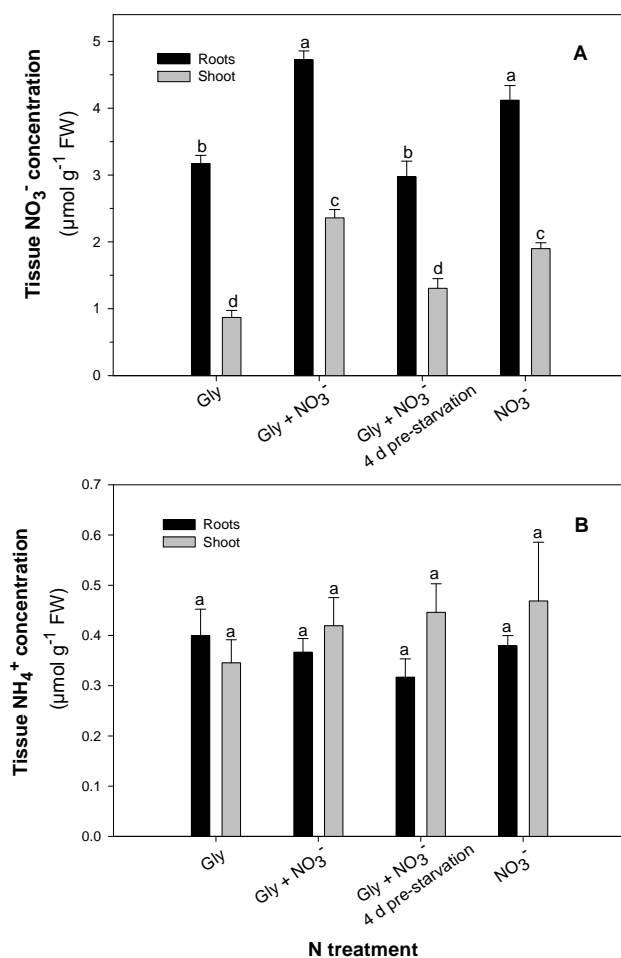 A
Roots
Shoot
Tissue NO₃⁻ concentration
(µmol g⁻¹ FW)
5
4
3
2
1
0
b
d
a
c
b
d
a
c
Gly
Gly + NO₃⁻
Gly + NO₃⁻
4 d pre-starvation
NO₃⁻
B
Roots
Shoot
Tissue NH₄⁺ concentration
(µmol g⁻¹ FW)
0.7
0.6
0.5
0.4
0.3
0.2
0.1
0.0
a
a
a
a
a
a
a
a
Gly
Gly + NO₃⁻
Gly + NO₃⁻
4 d pre-starvation
NO₃⁻
N treatment